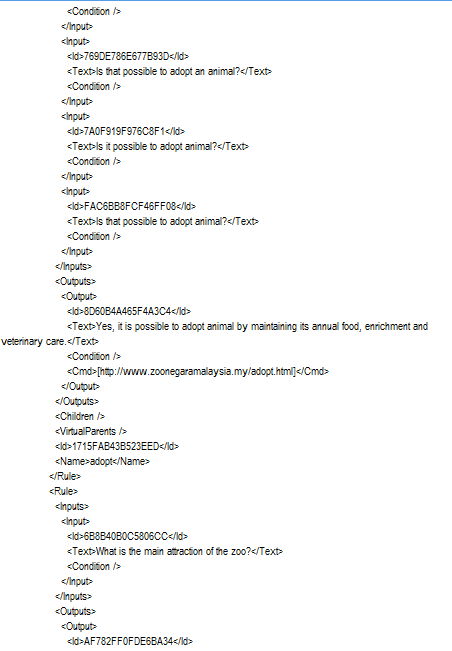 <Condition />
</Input>
<Input>
<Id>769DE786E677B93D</Id>
<Text>Is that possible to adopt an animal?</Text>
<Condition />
</Input>
<Input>
<Id>7A0F919F976C8F1</Id>
<Text>Is it possible to adopt animal?</Text>
<Condition />
</Input>
<Input>
<Id>FAC6BB8FCF46FF08</Id>
<Text>Is that possible to adopt animal?</Text>
<Condition />
</Input>
</Inputs>
<Outputs>
<Output>
<Id>8D60B4A465F4A3C4</Id>
<Text>Yes, it is possible to adopt animal by maintaining its annual food, enrichment and
veterinary care.</Text>
<Condition />
<Cmd>[http://www.zoonegaramalaysia.my/adopt.html]</Cmd>
</Output>
</Outputs>
<Children />
<VirtualParents />
<Id>1715FAB43B523EED</Id>
<Name>adopt</Name>
</Rule>
<Rule>
<Inputs>
<Input>
<Id>6B8B40B0C5806CC</Id>
<Text>What is the main attraction of the zoo?</Text>
<Condition />
</Input>
</Inputs>
<Outputs>
<Output>
<Id>AF782FF0FDE6BA34</Id>